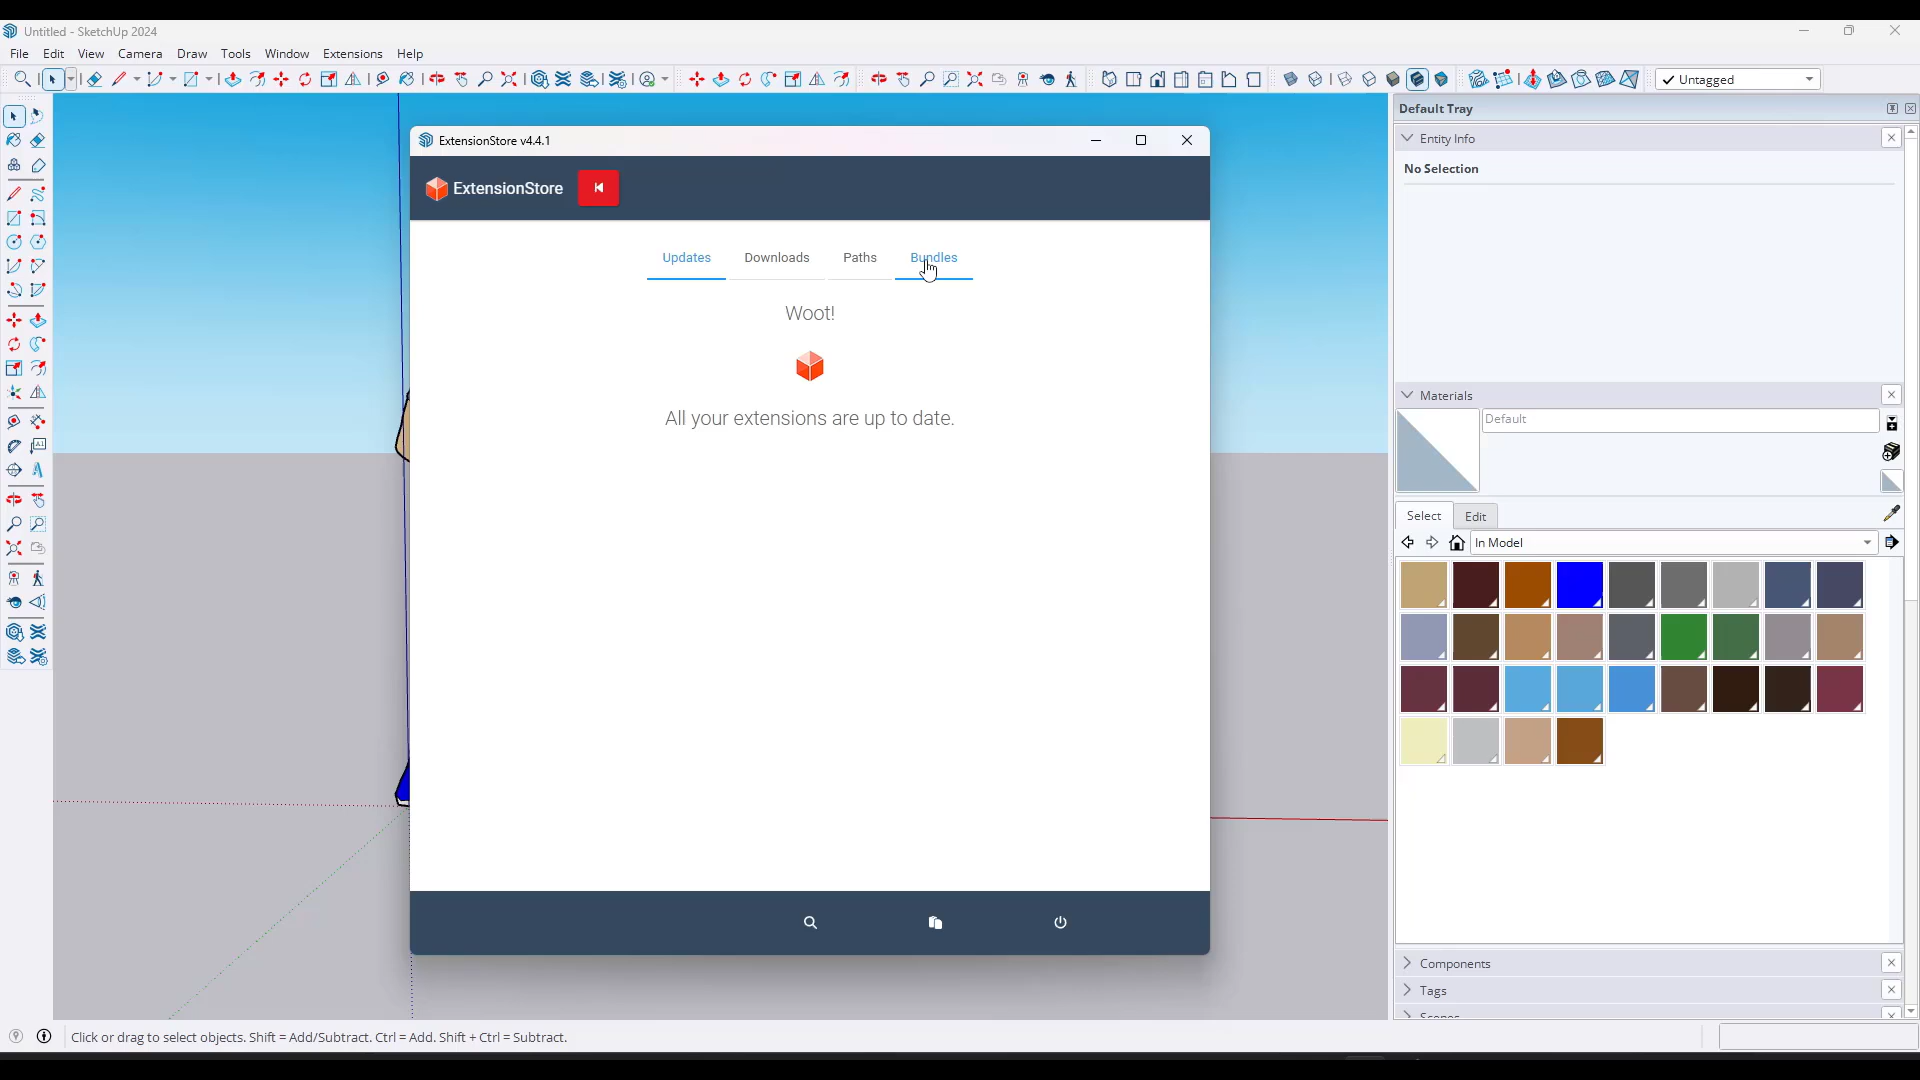 Untitled - SketchUp 2024
File Edit View Camera Draw Tools Window Extensions Help
Untagged
Default Tray
Entity Info
No Selection
Materials
Default
Select Edit
In Model
Components
Tags
Scenes
ExtensionStore v4.4.1
ExtensionStore
Updates Downloads Paths Bundles
Woot!
All your extensions are up to date.
Click or drag to select objects. Shift = Add/Subtract. Ctrl = Add. Shift + Ctrl = Subtract.